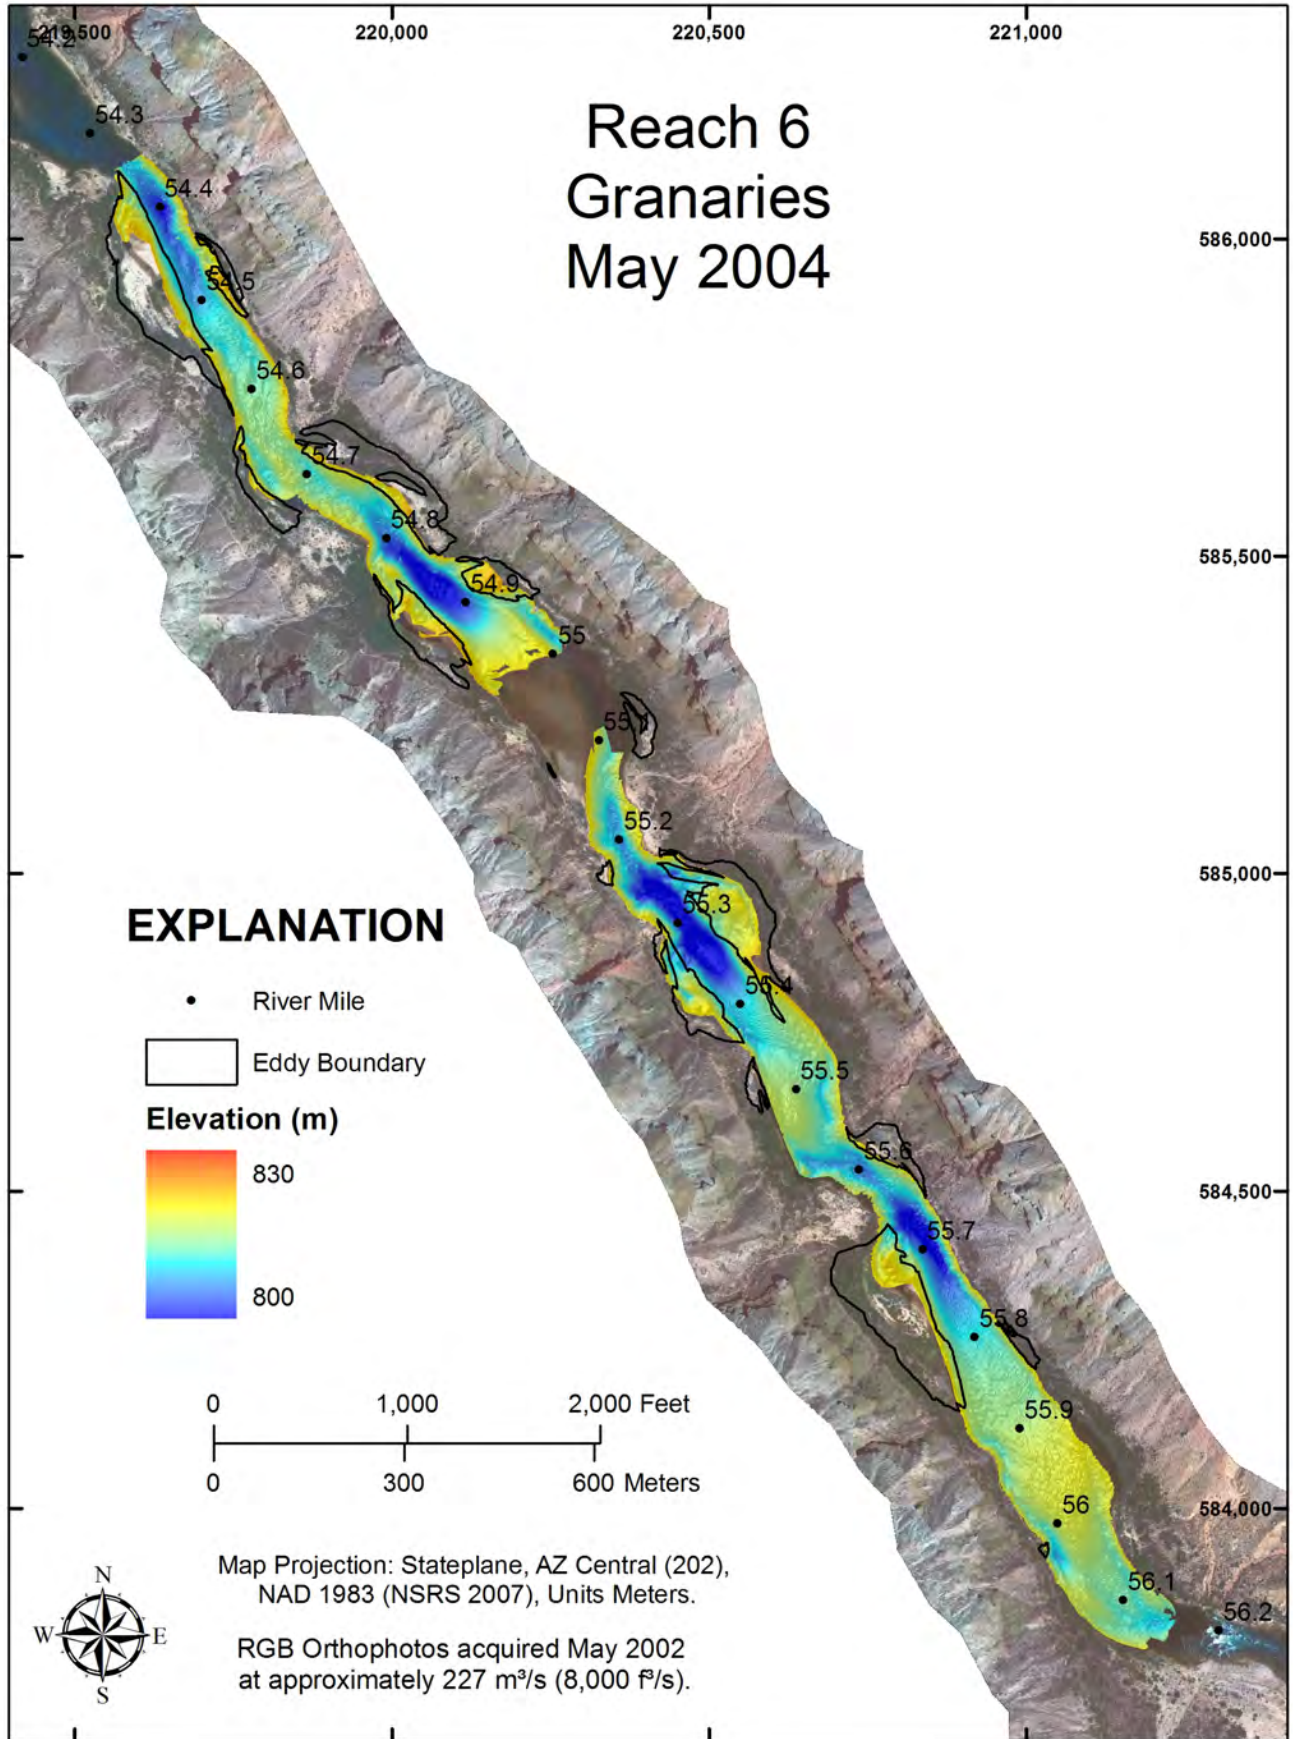 219,500
220,000
220,500
221,000
Reach 6
Granaries
May 2004
54.2
54.3
54.4
54.5
54.6
54.7
54.8
54.9
55
55.1
55.2
55.3
55.4
55.5
55.6
55.7
55.8
55.9
56
56.1
56.2
586,000
585,500
585,000
584,500
584,000
EXPLANATION
River Mile
Eddy Boundary
Elevation (m)
830
800
0 1,000 2,000 Feet
0 300 600 Meters
Map Projection: Stateplane, AZ Central (202),
NAD 1983 (NSRS 2007), Units Meters.
RGB Orthophotos acquired May 2002
at approximately 227 m³/s (8,000 f³/s).
N
W E
S